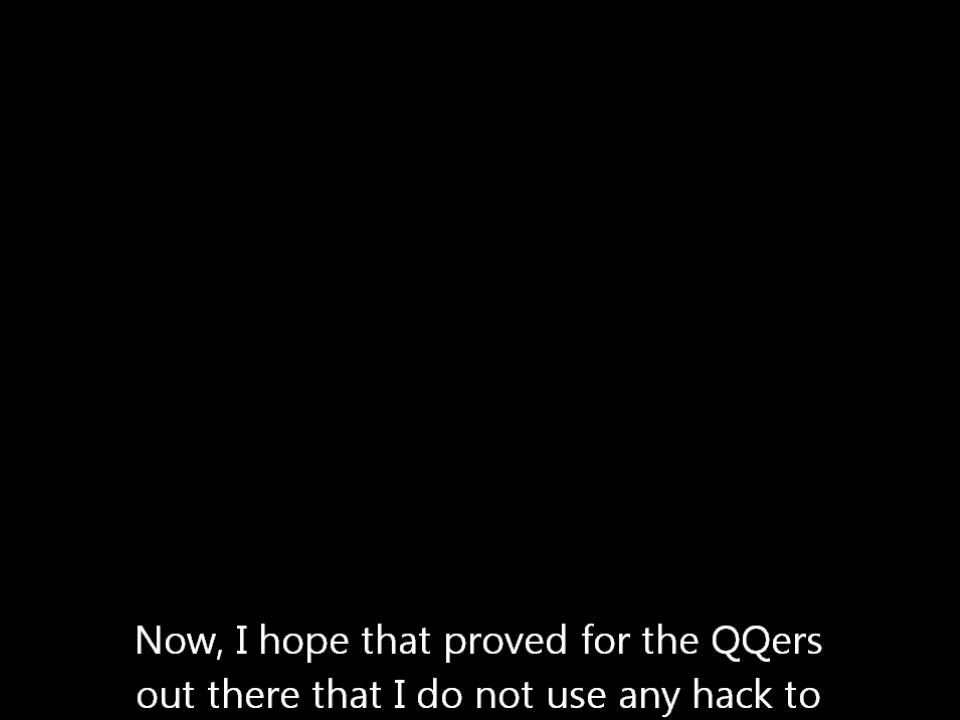 Now, I hope that proved for the QQers
out there that I do not use any hack to